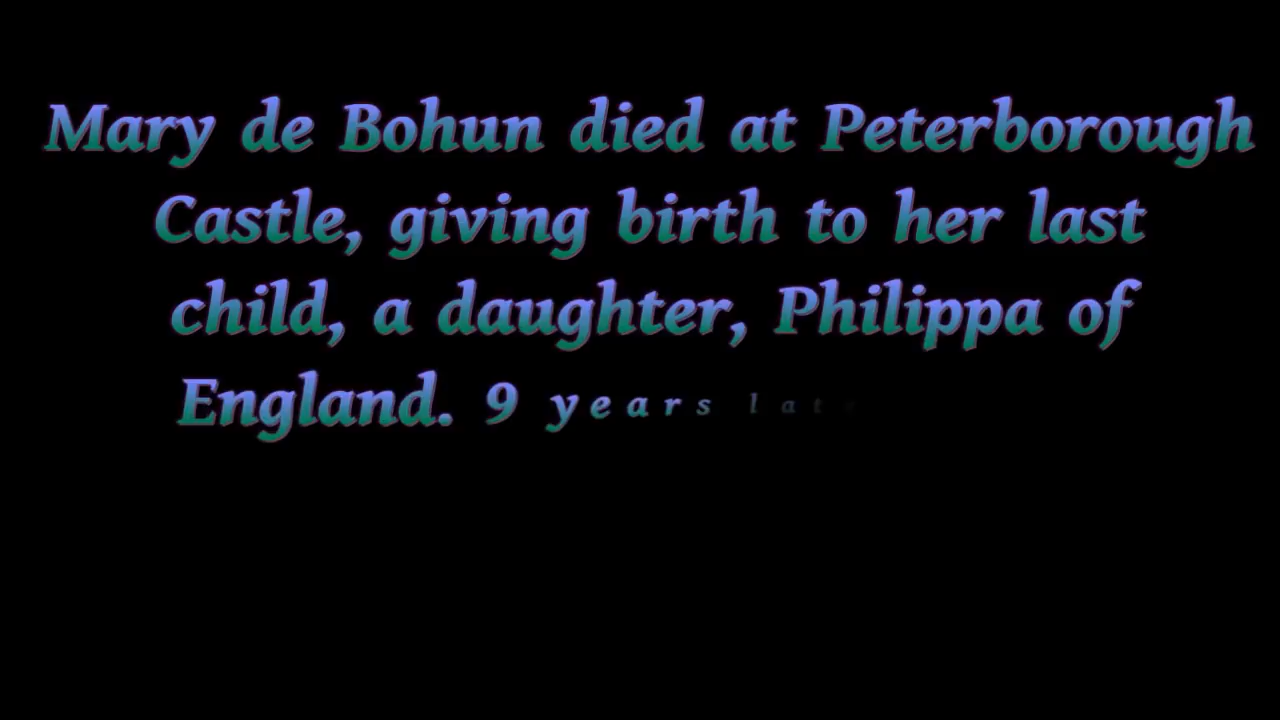 Mary de Bohun died at Peterborough
Castle, giving birth to her last
child, a daughter, Philippa of
England. 9 years